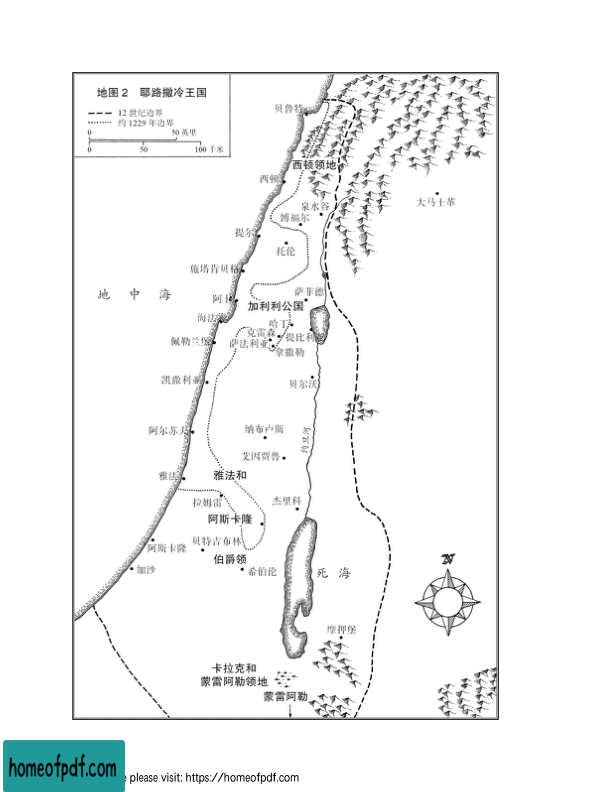 地图2 耶路撒冷王国
12世纪边界
约1229年边界
0 50 英里
0 50 100 千米
贝鲁特
西顿领地
西顿
泉水谷
大马士革
博福尔
提尔
托伦
施塔肯贝格
地中海
阿卡
萨菲德
加利利公国
海法
哈丁
克雷森
提比利
佩勒兰堡
萨法利亚
拿撒勒
凯撒利亚
贝尔沃
阿尔苏夫
纳布卢斯
约旦河
艾因贾鲁
雅法
雅法和
拉姆雷
杰里科
阿斯卡隆
阿斯卡隆
贝特吉布林
伯爵领
加沙
希伯伦
死海
N
摩押堡
卡拉克和
蒙雷阿勒领地
蒙雷阿勒
homeofpdf.com
please visit: https://homeofpdf.com